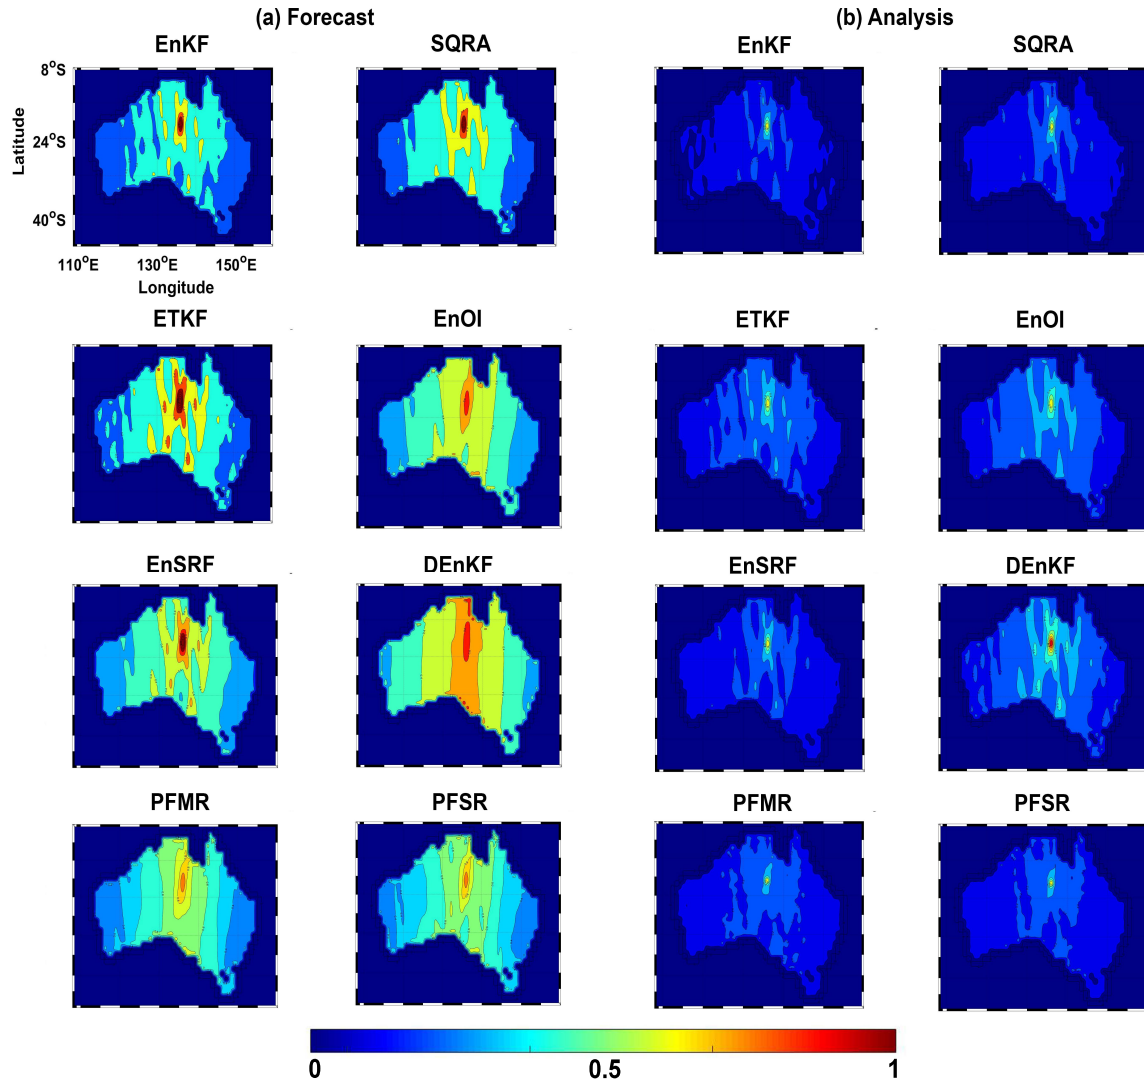 (a) Forecast (b) Analysis
EnKF SQRA EnKF SQRA
8°S
24°S
40°S
Latitude
110°E 130°E 150°E
Longitude
ETKF EnOI ETKF EnOI
EnSRF DEnKF EnSRF DEnKF
PFMR PFSR PFMR PFSR
0 0.5 1